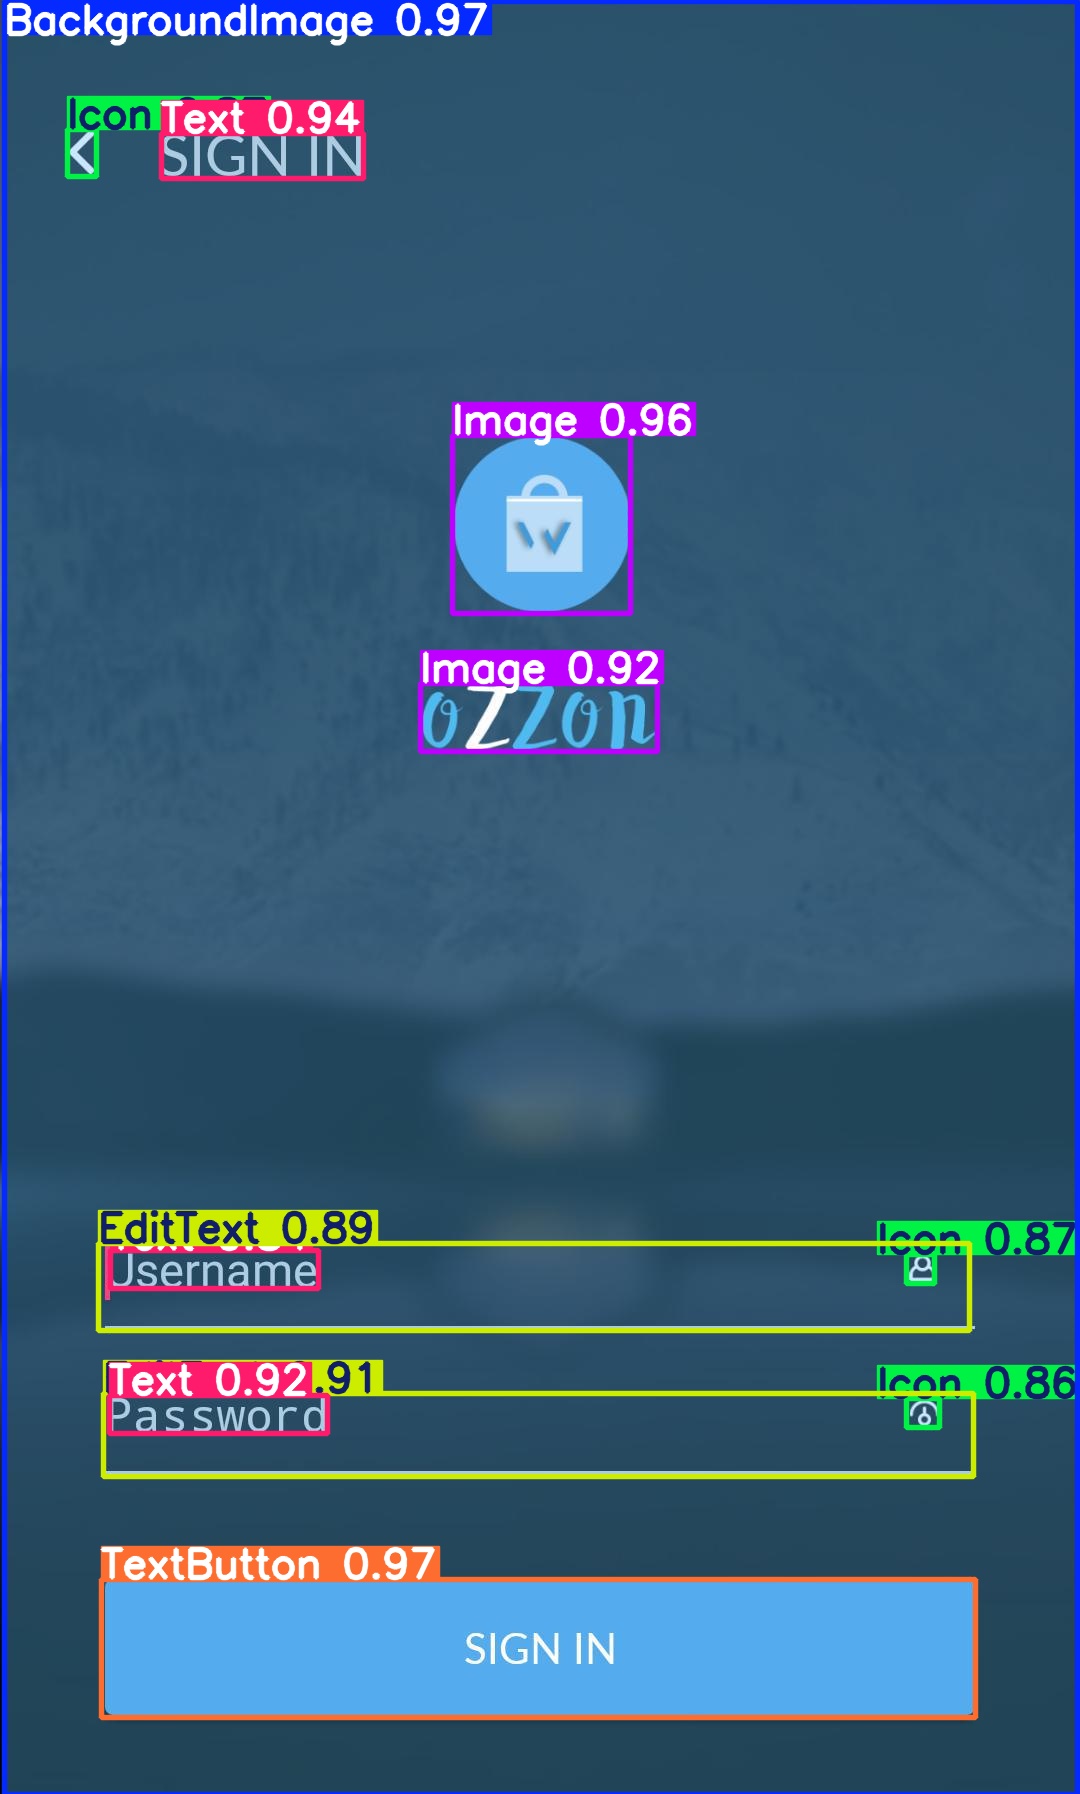 BackgroundImage 0.97
Icon
Text 0.94
SIGN IN
Image 0.96
Image 0.92
ozzon
EditText 0.89
Icon 0.87
Username
Text 0.92
.91
Icon 0.86
Password
TextButton 0.97
SIGN IN